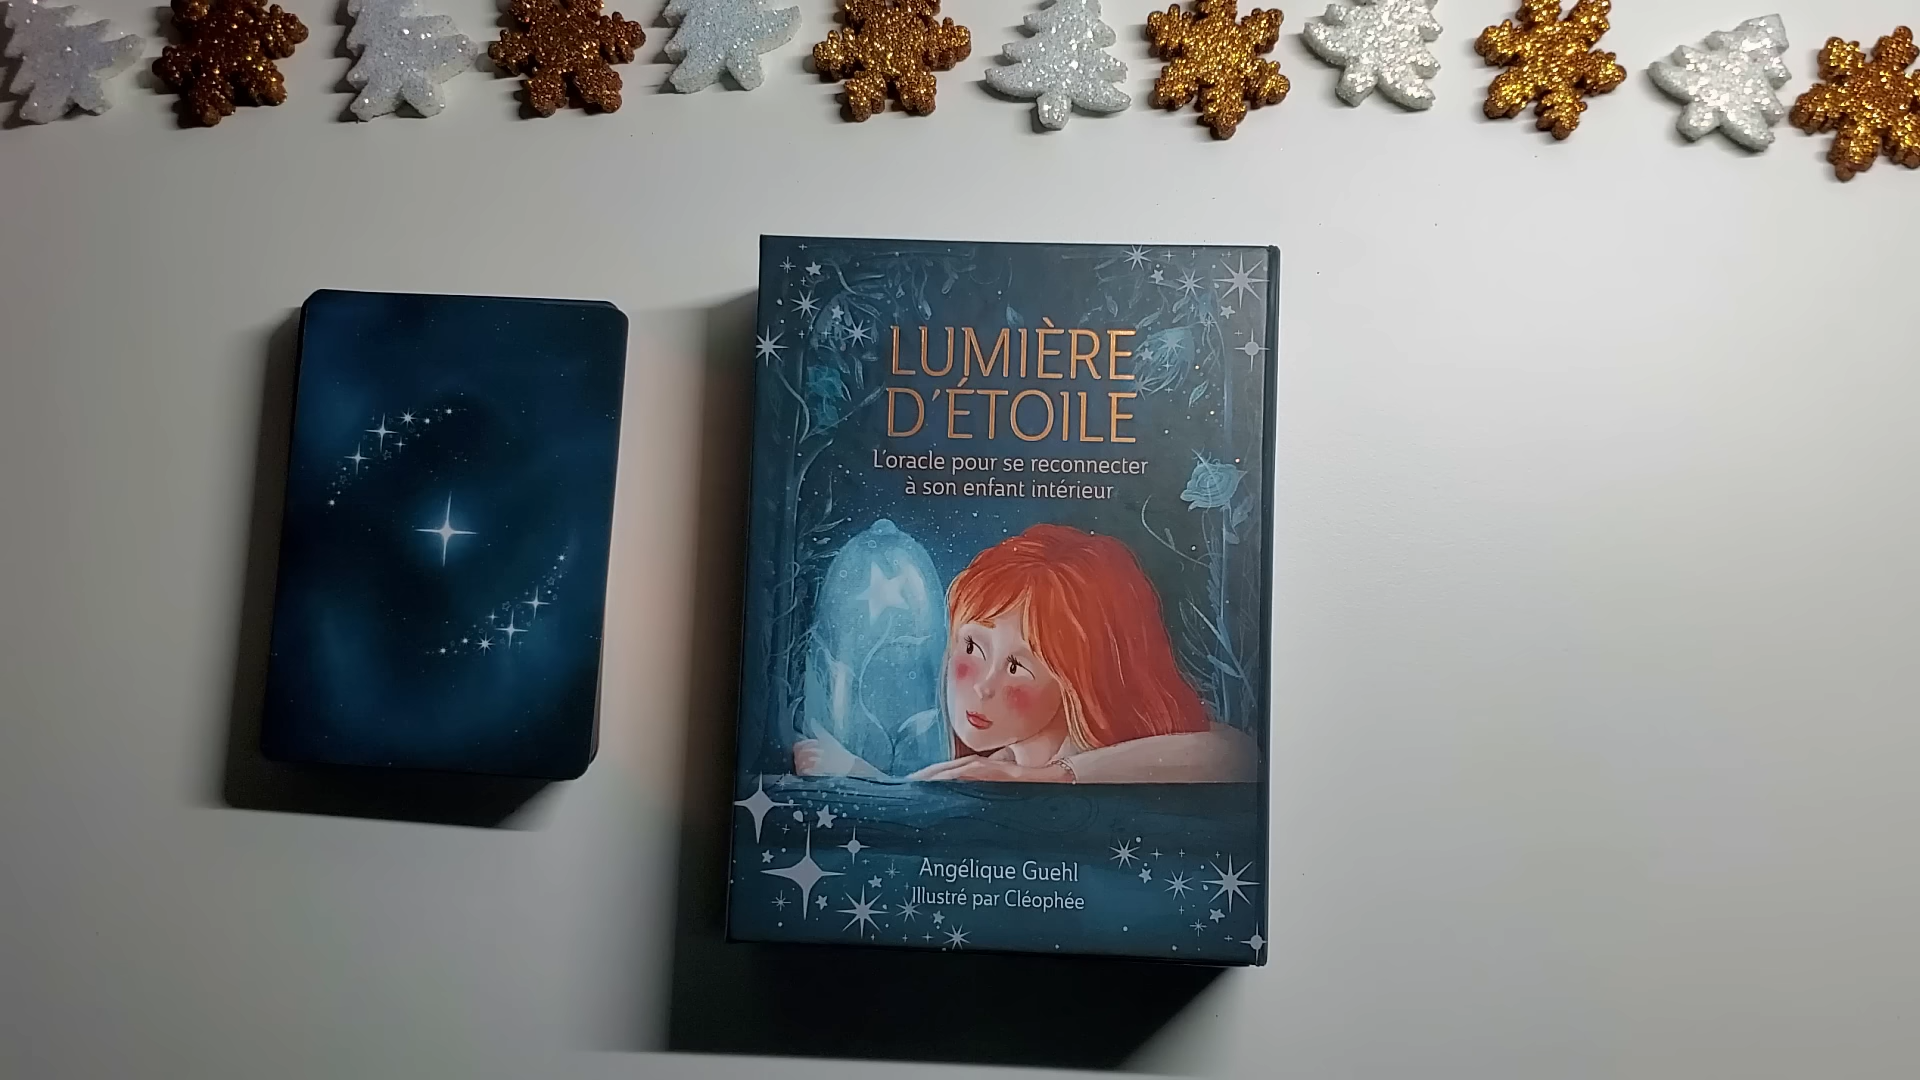 LUMIÈRE
D'ÉTOILE
L'oracle pour se reconnecter
à son enfant intérieur
Angélique Guehl
Illustré par Cléophée